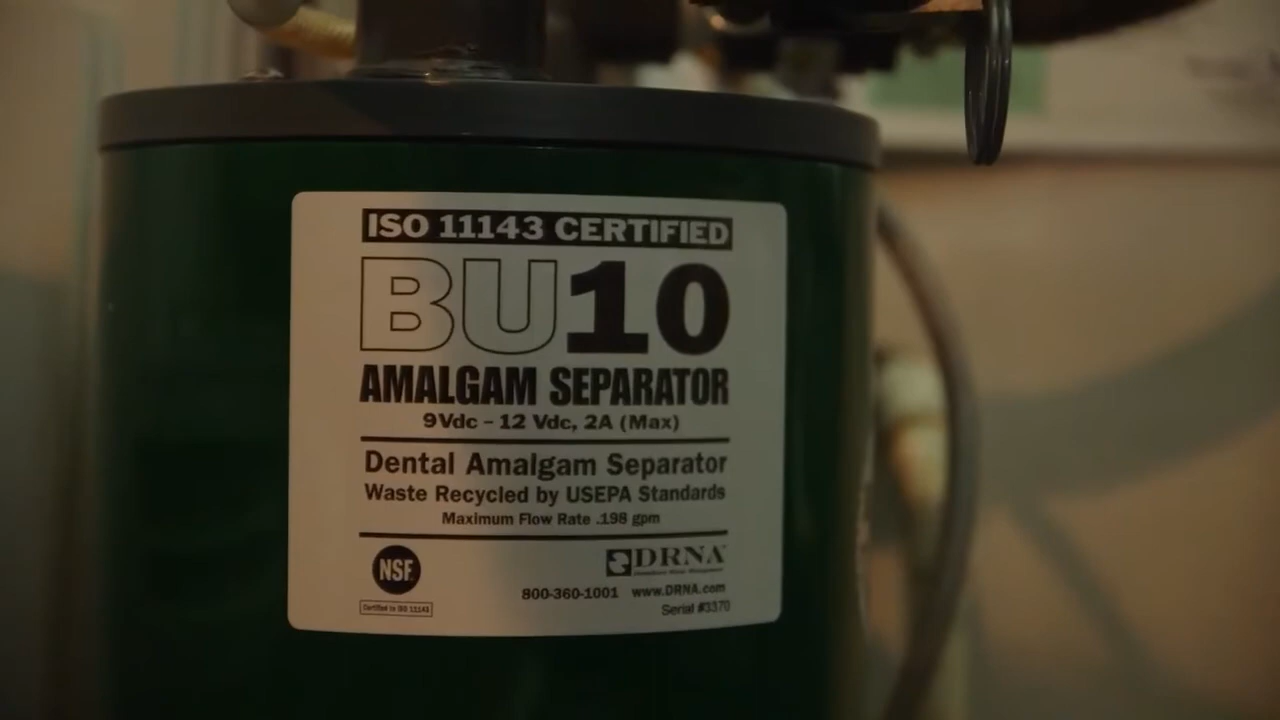 ISO 11143 CERTIFIED
BU10
AMALGAM SEPARATOR
9Vdc – 12 Vdc, 2A (Max)
Dental Amalgam Separator
Waste Recycled by USEPA Standards
Maximum Flow Rate .198 gpm
NSF
DRNA
Certified to ISO 11143
800-360-1001 www.DRNA.com
Serial #3370